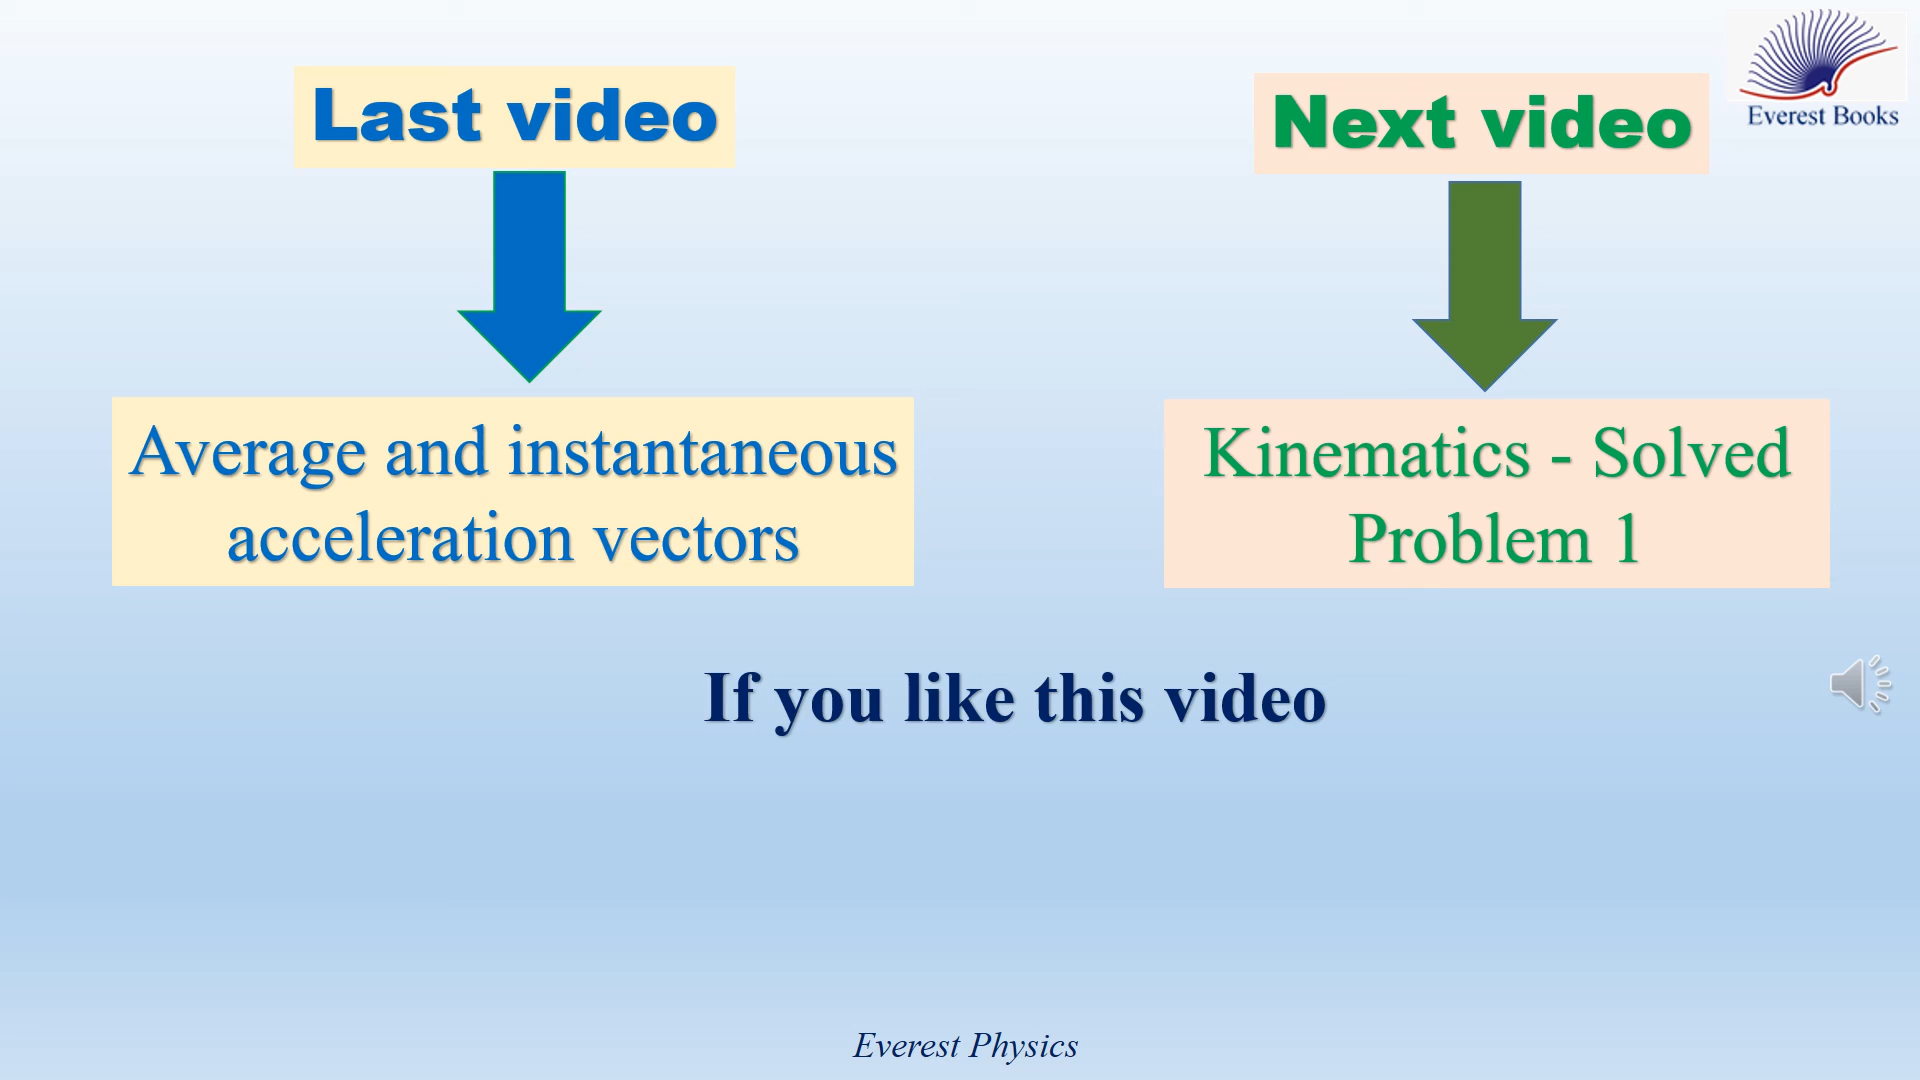 Last video
Next video
Everest Books
Average and instantaneous
acceleration vectors
Kinematics - Solved
Problem 1
If you like this video
Everest Physics